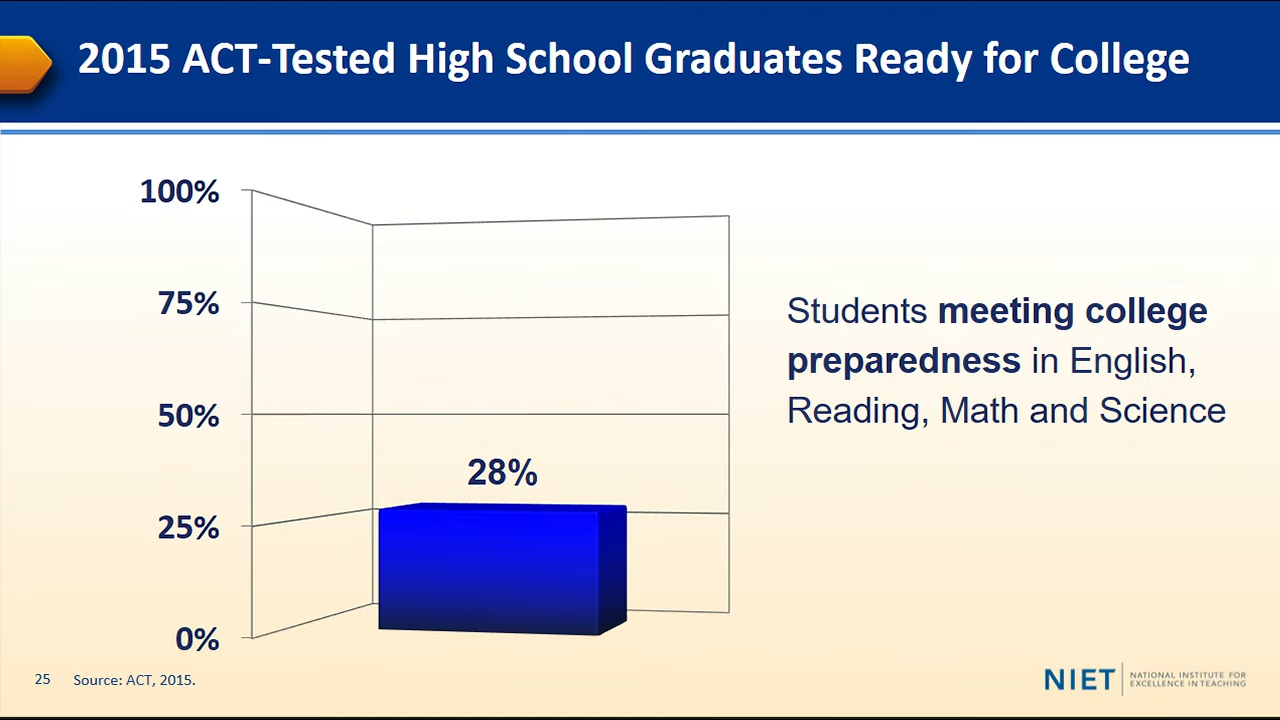 2015 ACT-Tested High School Graduates Ready for College
100%
75%
50%
25%
0%
28%
Students meeting college
preparedness in English,
Reading, Math and Science
25 Source: ACT, 2015.
NIET
NATIONAL INSTITUTE FOR
EXCELLENCE IN TEACHING